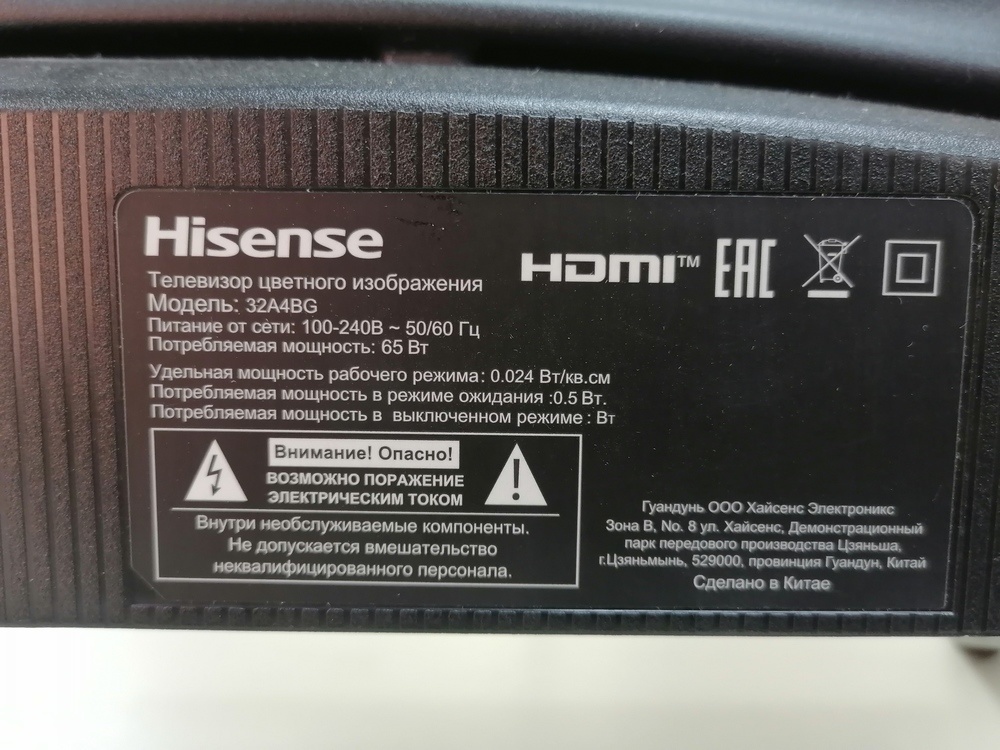 Hisense
HDMI™ EAC
Телевизор цветного изображения
Модель: 32A4BG
Питание от сети: 100-240В ~ 50/60 Гц
Потребляемая мощность: 65 Вт
Удельная мощность рабочего режима: 0.024 Вт/кв.см
Потребляемая мощность в режиме ожидания :0.5 Вт.
Потребляемая мощность в выключенном режиме : Вт
Внимание! Опасно!
ВОЗМОЖНО ПОРАЖЕНИЕ
ЭЛЕКТРИЧЕСКИМ ТОКОМ
Внутри необслуживаемые компоненты.
Не допускается вмешательство
неквалифицированного персонала.
Гуандунь ООО Хайсенс Электроникс
Зона В, No. 8 ул. Хайсенс, Демонстрационный
парк передового производства Цзяньша,
г.Цзяньмынь, 529000, провинция Гуандун, Китай
Сделано в Китае